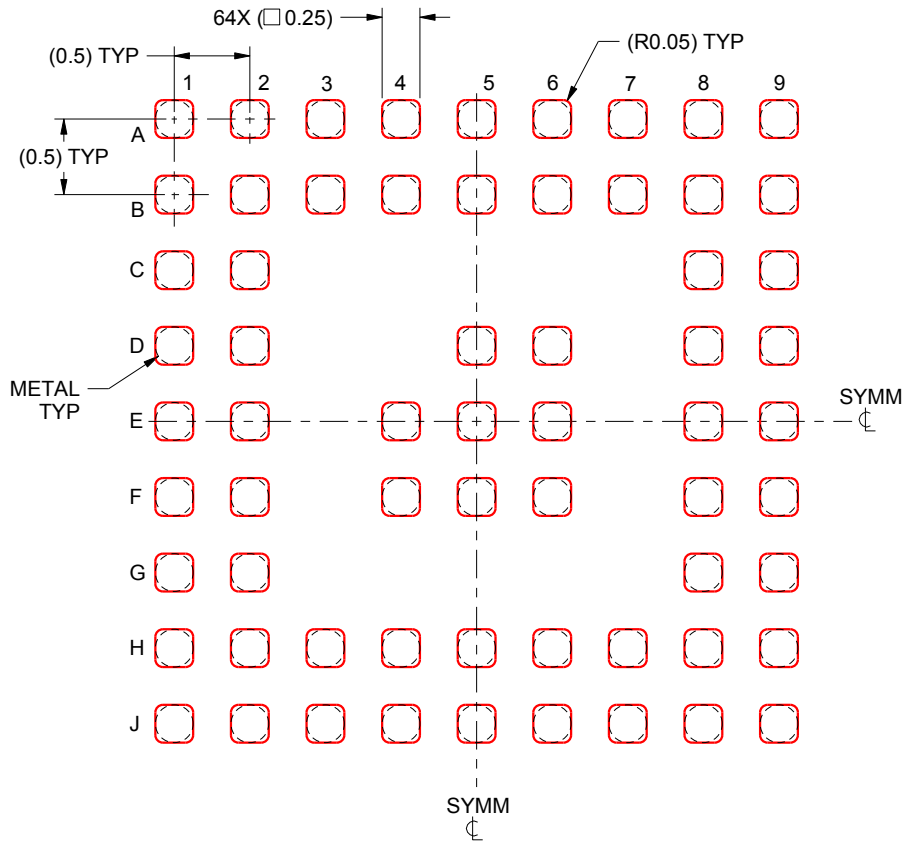 64X (□ 0.25)
(0.5) TYP
(R0.05) TYP
1 2 3 4 5 6 7 8 9
A
(0.5) TYP
B
C
D
METAL
TYP
E
SYMM
℄
F
G
H
J
SYMM
℄